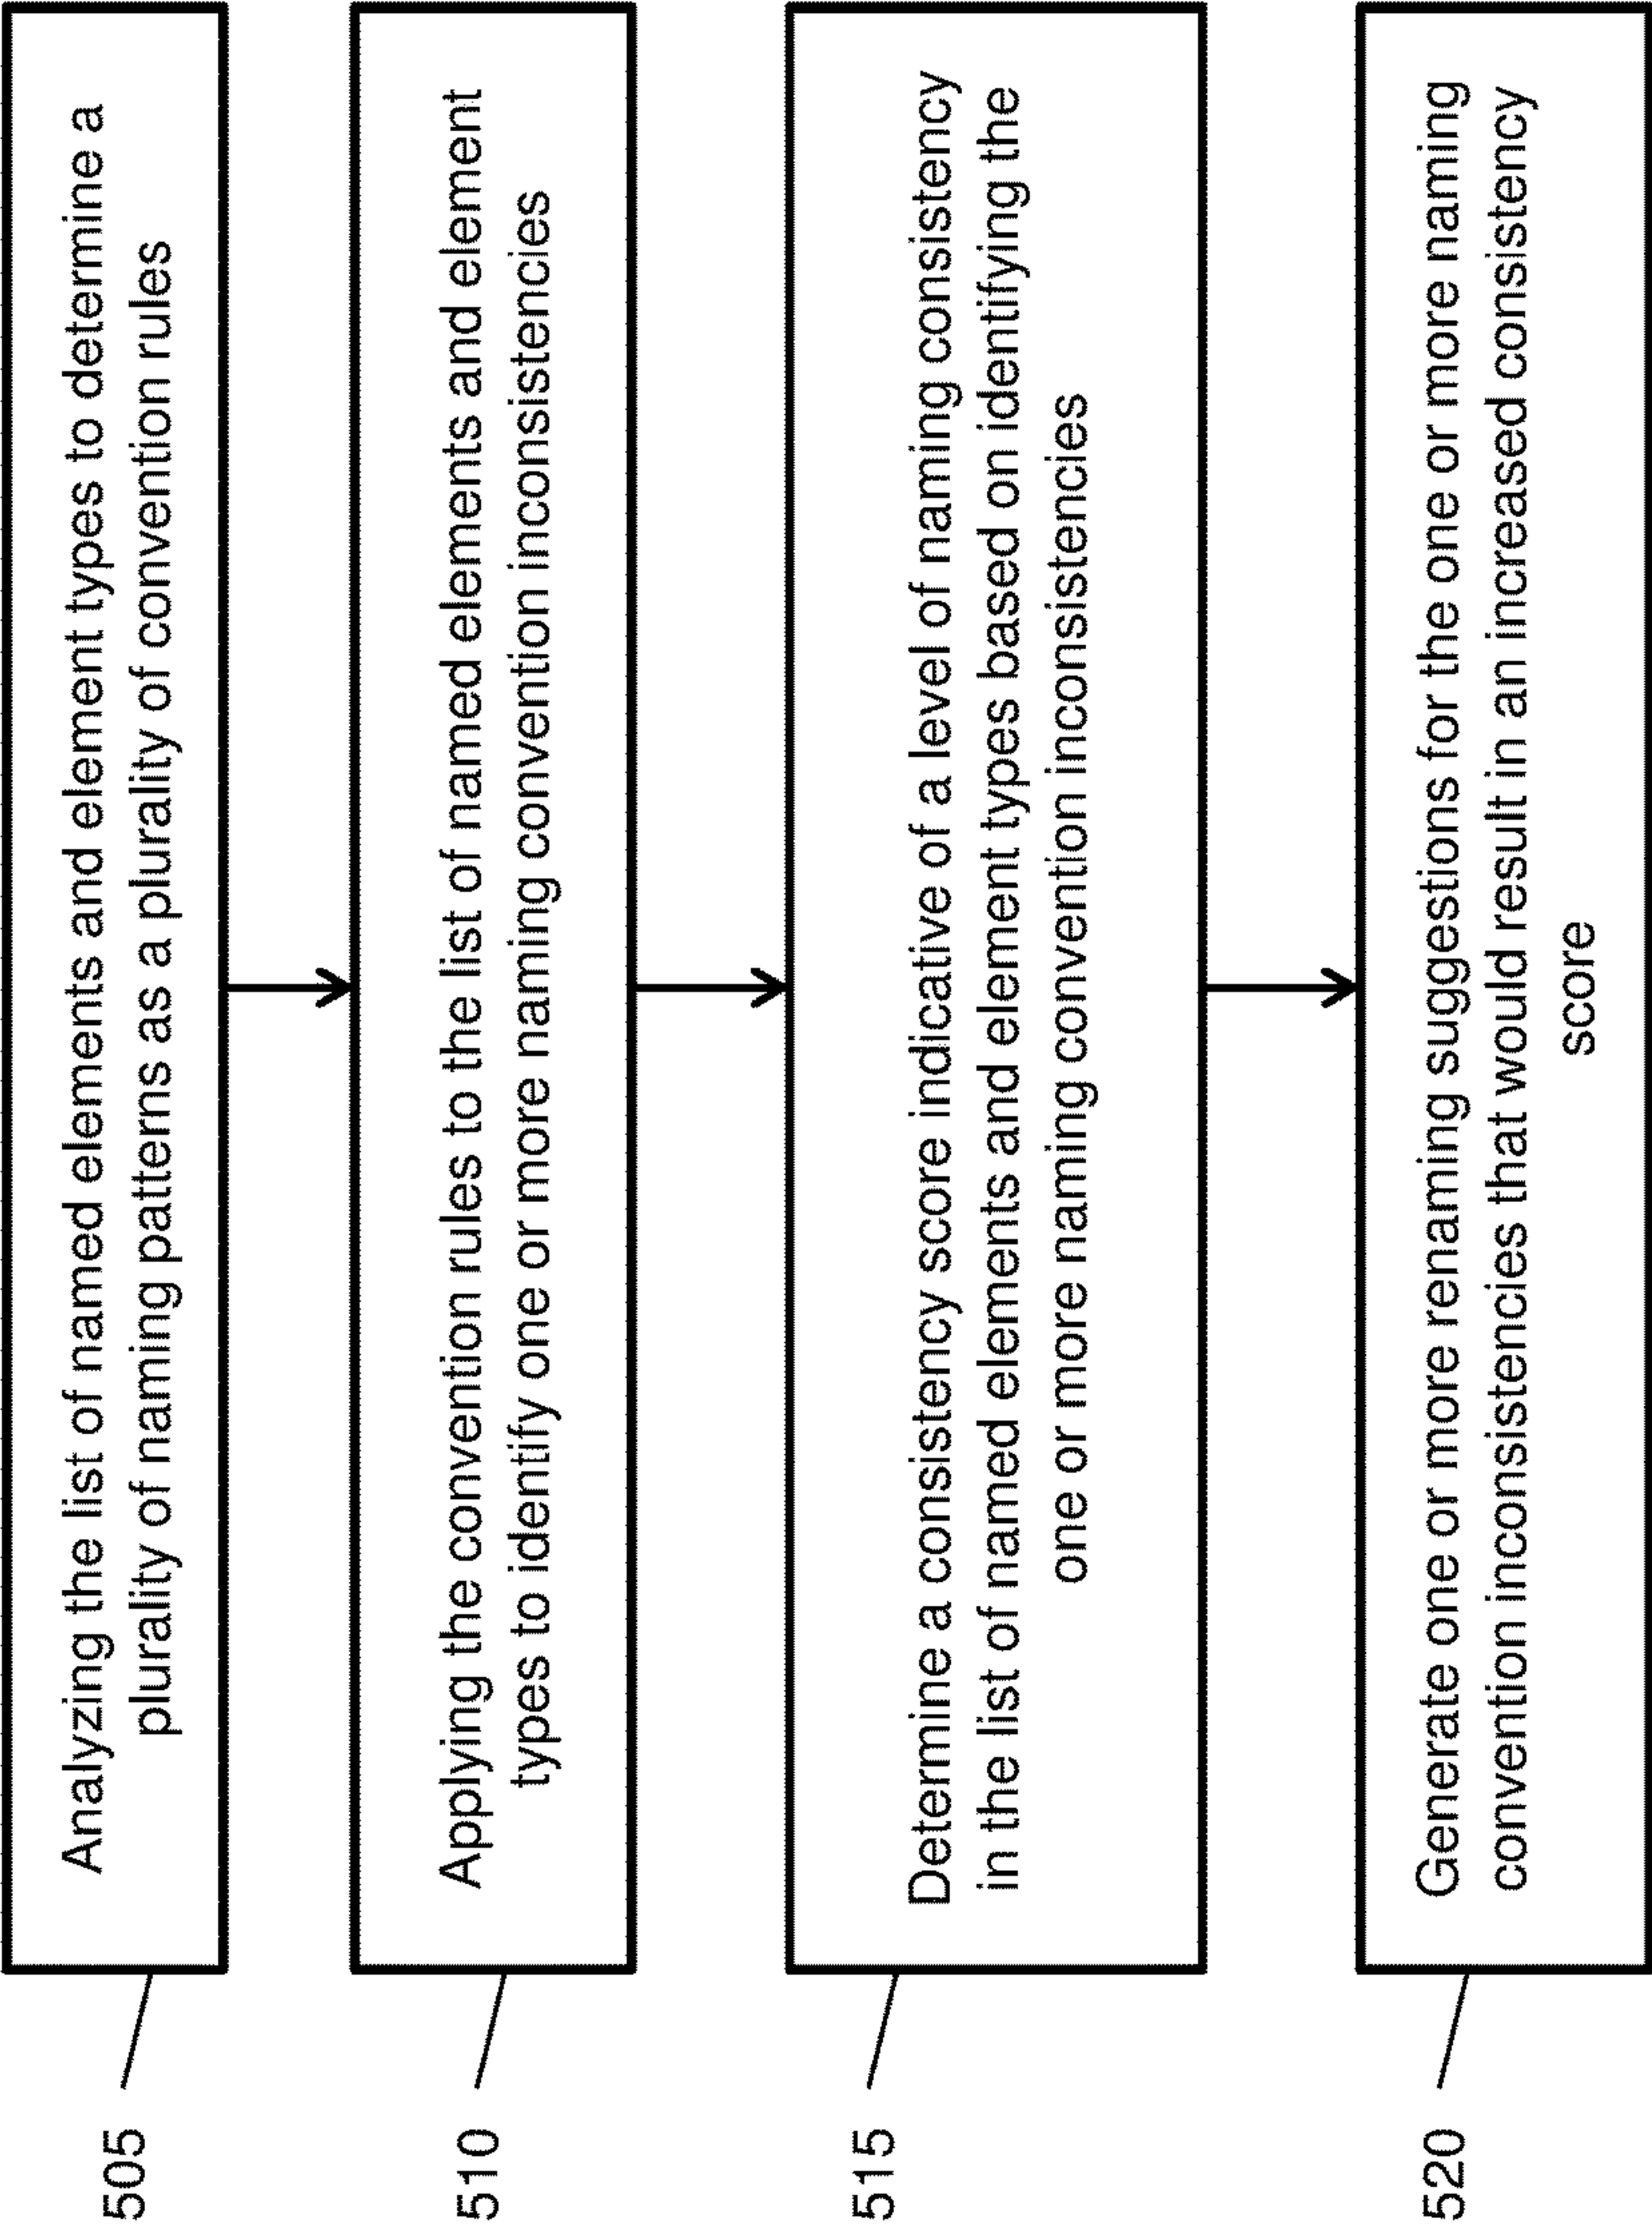 505
Analyzing the list of named elements and element types to determine a
plurality of naming patterns as a plurality of convention rules
510
Applying the convention rules to the list of named elements and element
types to identify one or more naming convention inconsistencies
515
Determine a consistency score indicative of a level of naming consistency
in the list of named elements and element types based on identifying the
one or more naming convention inconsistencies
520
Generate one or more renaming suggestions for the one or more naming
convention inconsistencies that would result in an increased consistency
score